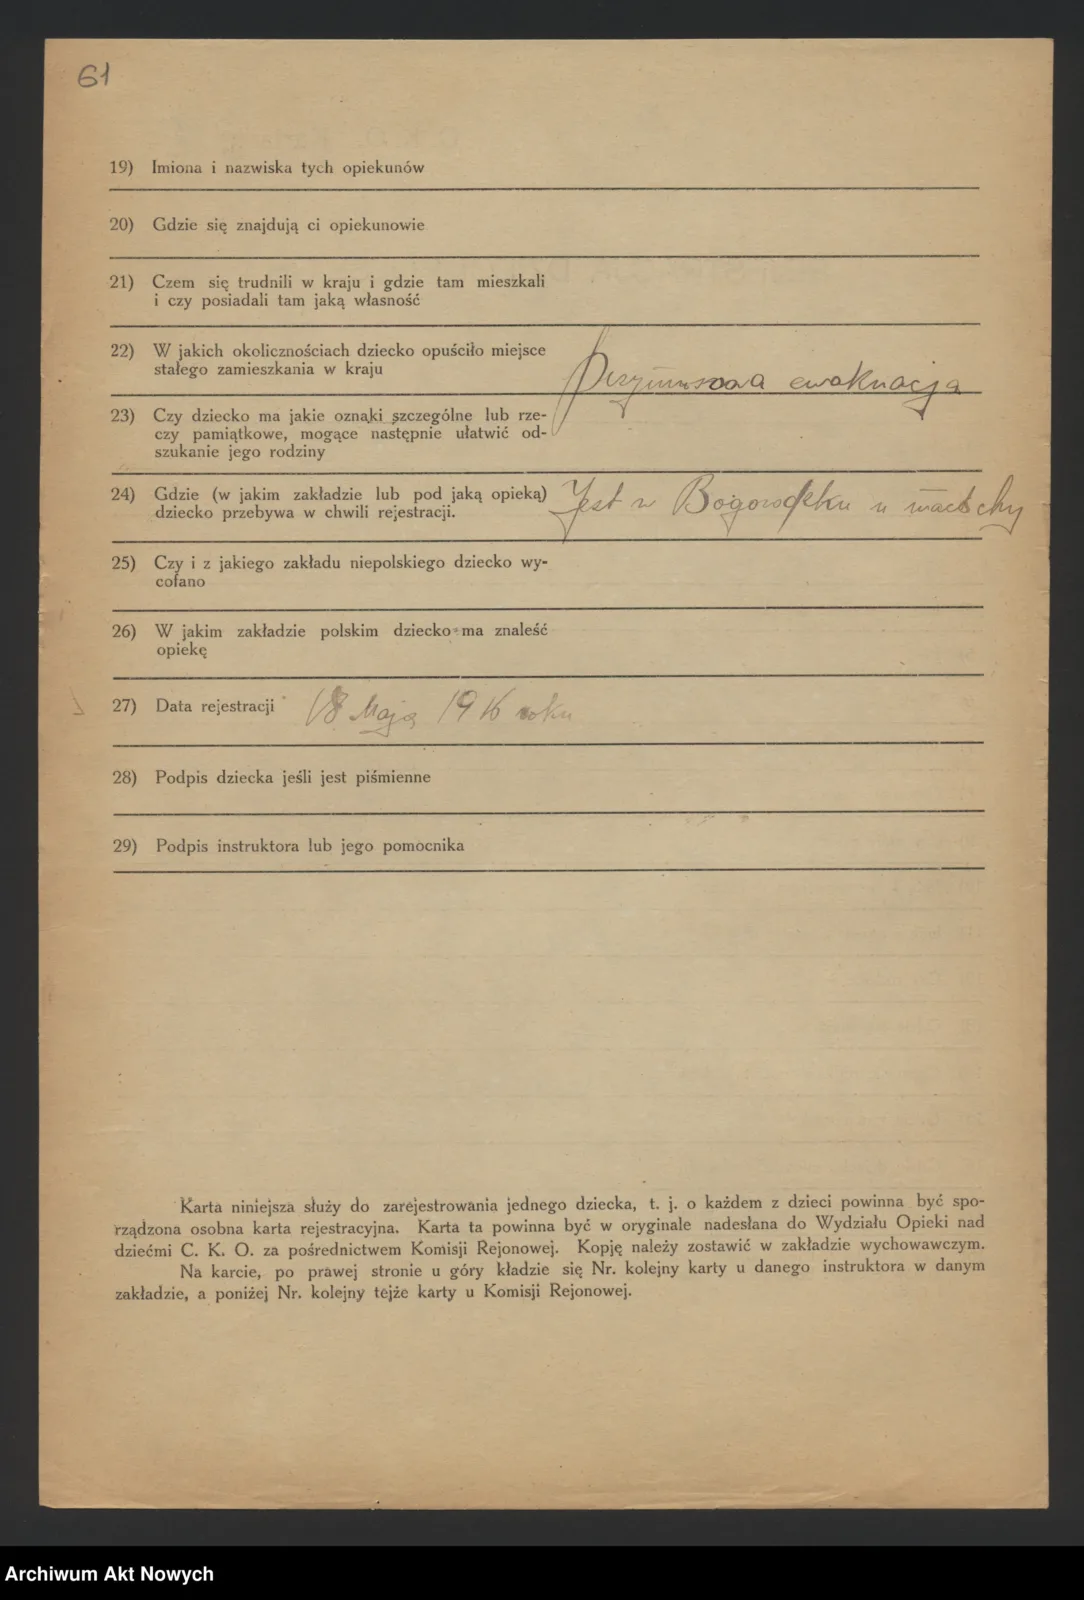 61
19) Imiona i nazwiska tych opiekunów
20) Gdzie się znajdują ci opiekunowie
21) Czem się trudnili w kraju i gdzie tam mieszkali
i czy posiadali tam jaką własność
22) W jakich okolicznościach dziecko opuściło miejsce
stałego zamieszkania w kraju
Przymusowa ewakuacja
23) Czy dziecko ma jakie oznaki szczególne lub rze-
czy pamiątkowe, mogące następnie ułatwić od-
szukanie jego rodziny
24) Gdzie (w jakim zakładzie lub pod jaką opieką)
dziecko przebywa w chwili rejestracji.
Jest w Bogorodsku u
25) Czy i z jakiego zakładu niepolskiego dziecko wy-
cofano
26) W jakim zakładzie polskim dziecko ma znaleść
opiekę
27) Data rejestracji 18 Maja 1916 roku
28) Podpis dziecka jeśli jest piśmienne
29) Podpis instruktora lub jego pomocnika
Karta niniejsza służy do zarejestrowania jednego dziecka, t. j. o każdem z dzieci powinna być spo-
rządzona osobna karta rejestracyjna. Karta ta powinna być w oryginale nadesłana do Wydziału Opieki nad
dziećmi C. K. O. za pośrednictwem Komisji Rejonowej. Kopję należy zostawić w zakładzie wychowawczym.
Na karcie, po prawej stronie u góry kładzie się Nr. kolejny karty u danego instruktora w danym
zakładzie, a poniżej Nr. kolejny tejże karty u Komisji Rejonowej.
Archiwum Akt Nowych